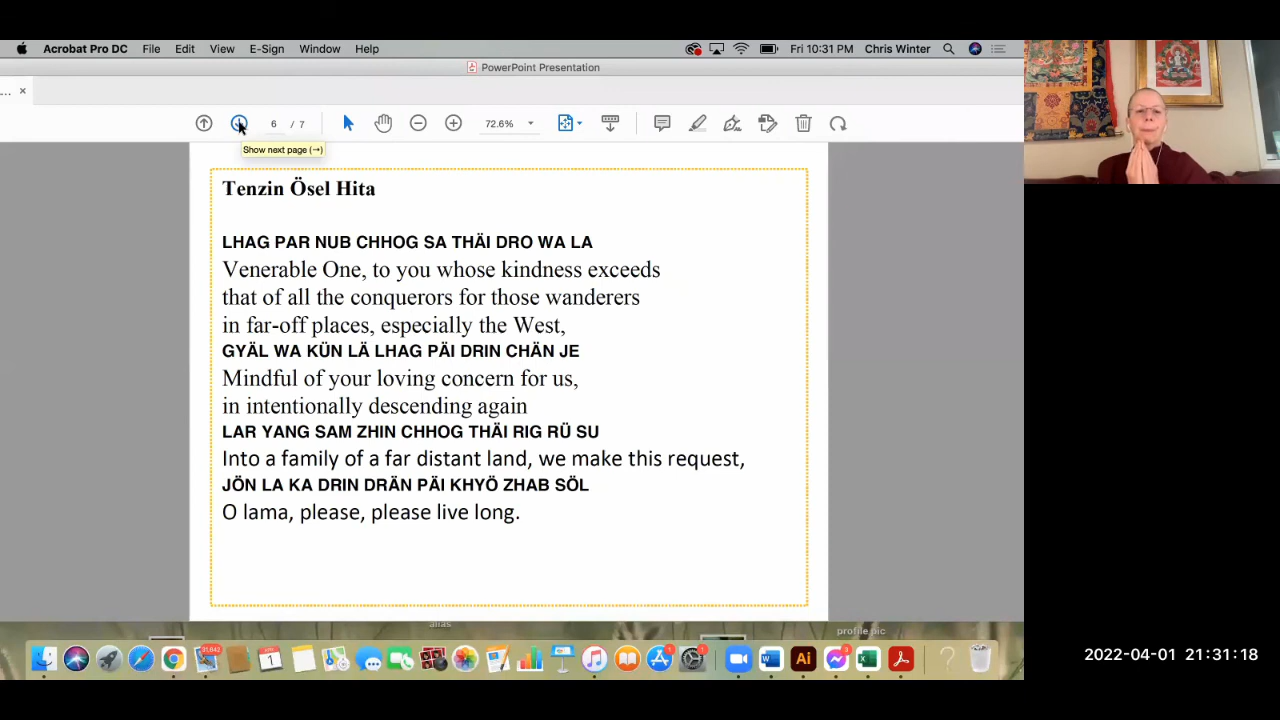 Acrobat Pro DC File Edit View E-Sign Window Help Fri 10:31 PM Chris Winter
PowerPoint Presentation
... ×
6 / 7 72.6%
Show next page (→)
Tenzin Ösel Hita
LHAG PAR NUB CHHOG SA THÄI DRO WA LA
Venerable One, to you whose kindness exceeds
that of all the conquerors for those wanderers
in far-off places, especially the West,
GYÄL WA KÜN LÄ LHAG PÄI DRIN CHÄN JE
Mindful of your loving concern for us,
in intentionally descending again
LAR YANG SAM ZHIN CHHOG THÄI RIG RÜ SU
Into a family of a far distant land, we make this request,
JÖN LA KA DRIN DRÄN PÄI KHYÖ ZHAB SÖL
O lama, please, please live long.
alias
profile pic
1
W
Ai
X
?
2022-04-01 21:31:18